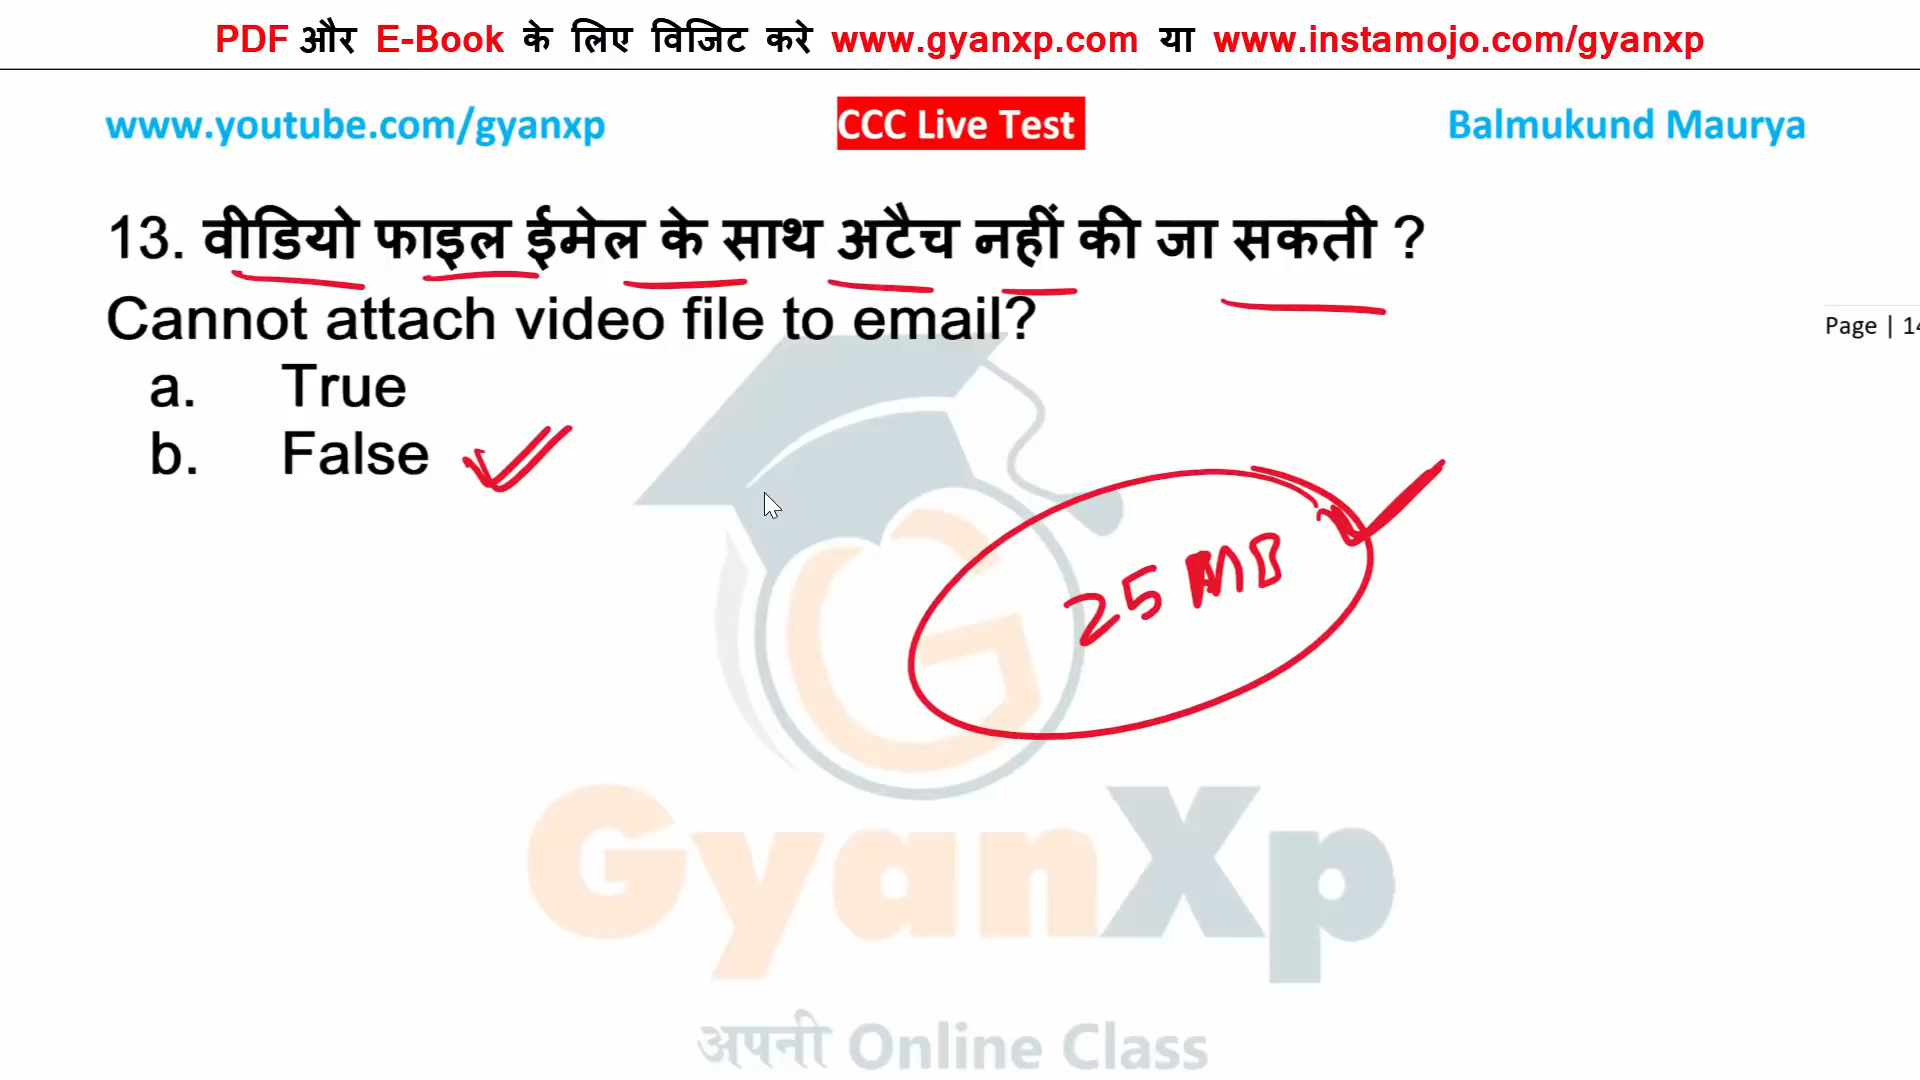 PDF और E-Book के लिए विजिट करे www.gyanxp.com या www.instamojo.com/gyanxp
www.youtube.com/gyanxp CCC Live Test Balmukund Maurya
13. वीडियो फाइल ईमेल के साथ अटैच नहीं की जा सकती ?
Cannot attach video file to email?
Page | 14
a. True
b. False
25 MB
GyanXp
अपनी Online Class